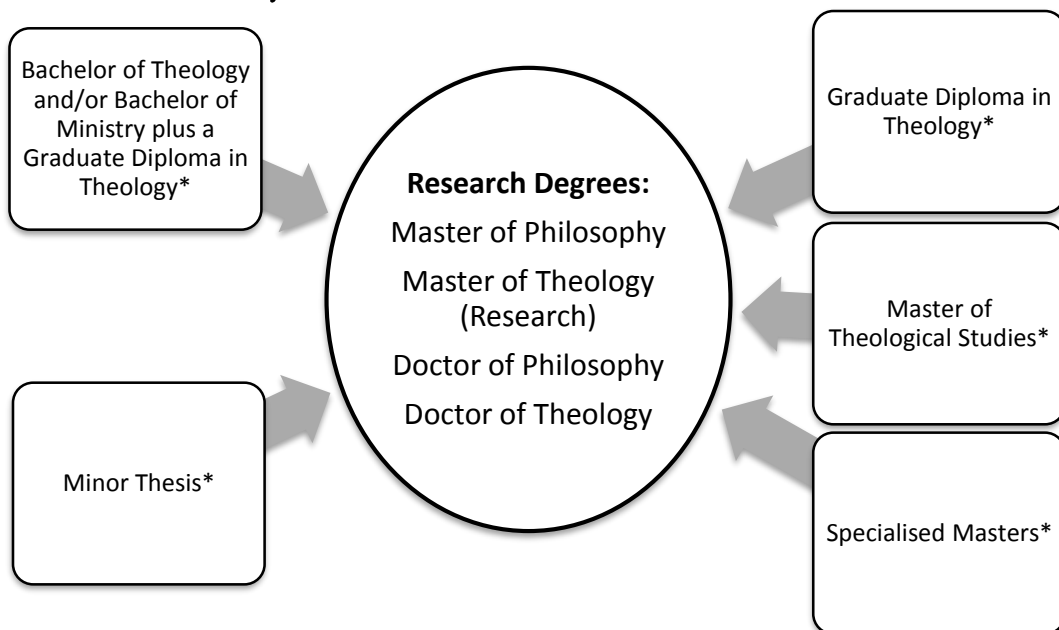 Bachelor of Theology
and/or Bachelor of
Ministry plus a
Graduate Diploma in
Theology*
Minor Thesis*
Research Degrees:
Master of Philosophy
Master of Theology
(Research)
Doctor of Philosophy
Doctor of Theology
Graduate Diploma in
Theology*
Master of
Theological Studies*
Specialised Masters*